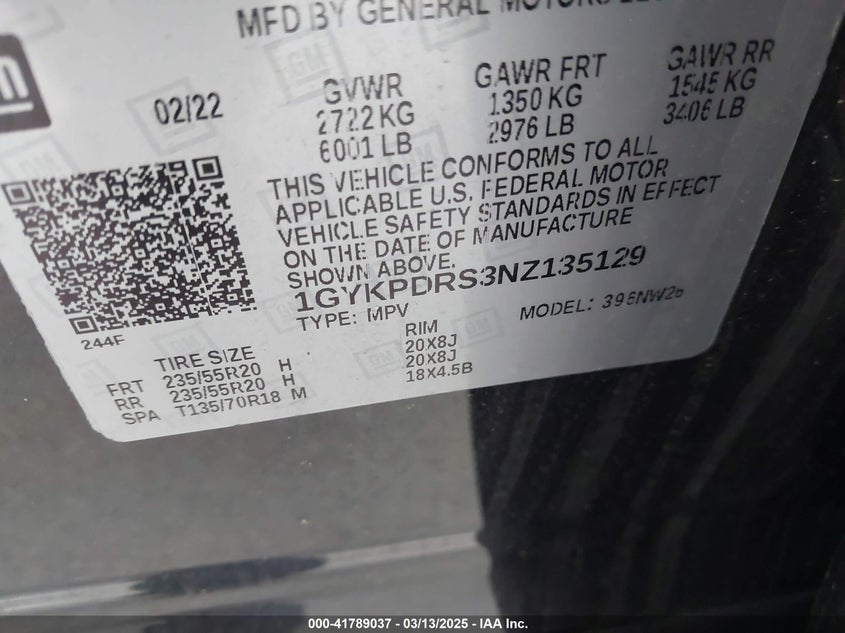 MFD BY GENERAL MOTORS
02/22
GVWR
2722 KG
6001 LB
GAWR FRT
1350 KG
2976 LB
GAWR RR
1545 KG
3406 LB
THIS VEHICLE CONFORMS TO ALL
APPLICABLE U.S. FEDERAL MOTOR
VEHICLE SAFETY STANDARDS IN EFFECT
ON THE DATE OF MANUFACTURE
SHOWN ABOVE.
1GYKPDRS3NZ135129
TYPE: MPV
MODEL: 396NW26
244F
TIRE SIZE RIM
FRT 235/55R20 H 20X8J
RR 235/55R20 H 20X8J
SPA T135/70R18 M 18X4.5B
GM
000-41789037 - 03/13/2025 - IAA Inc.